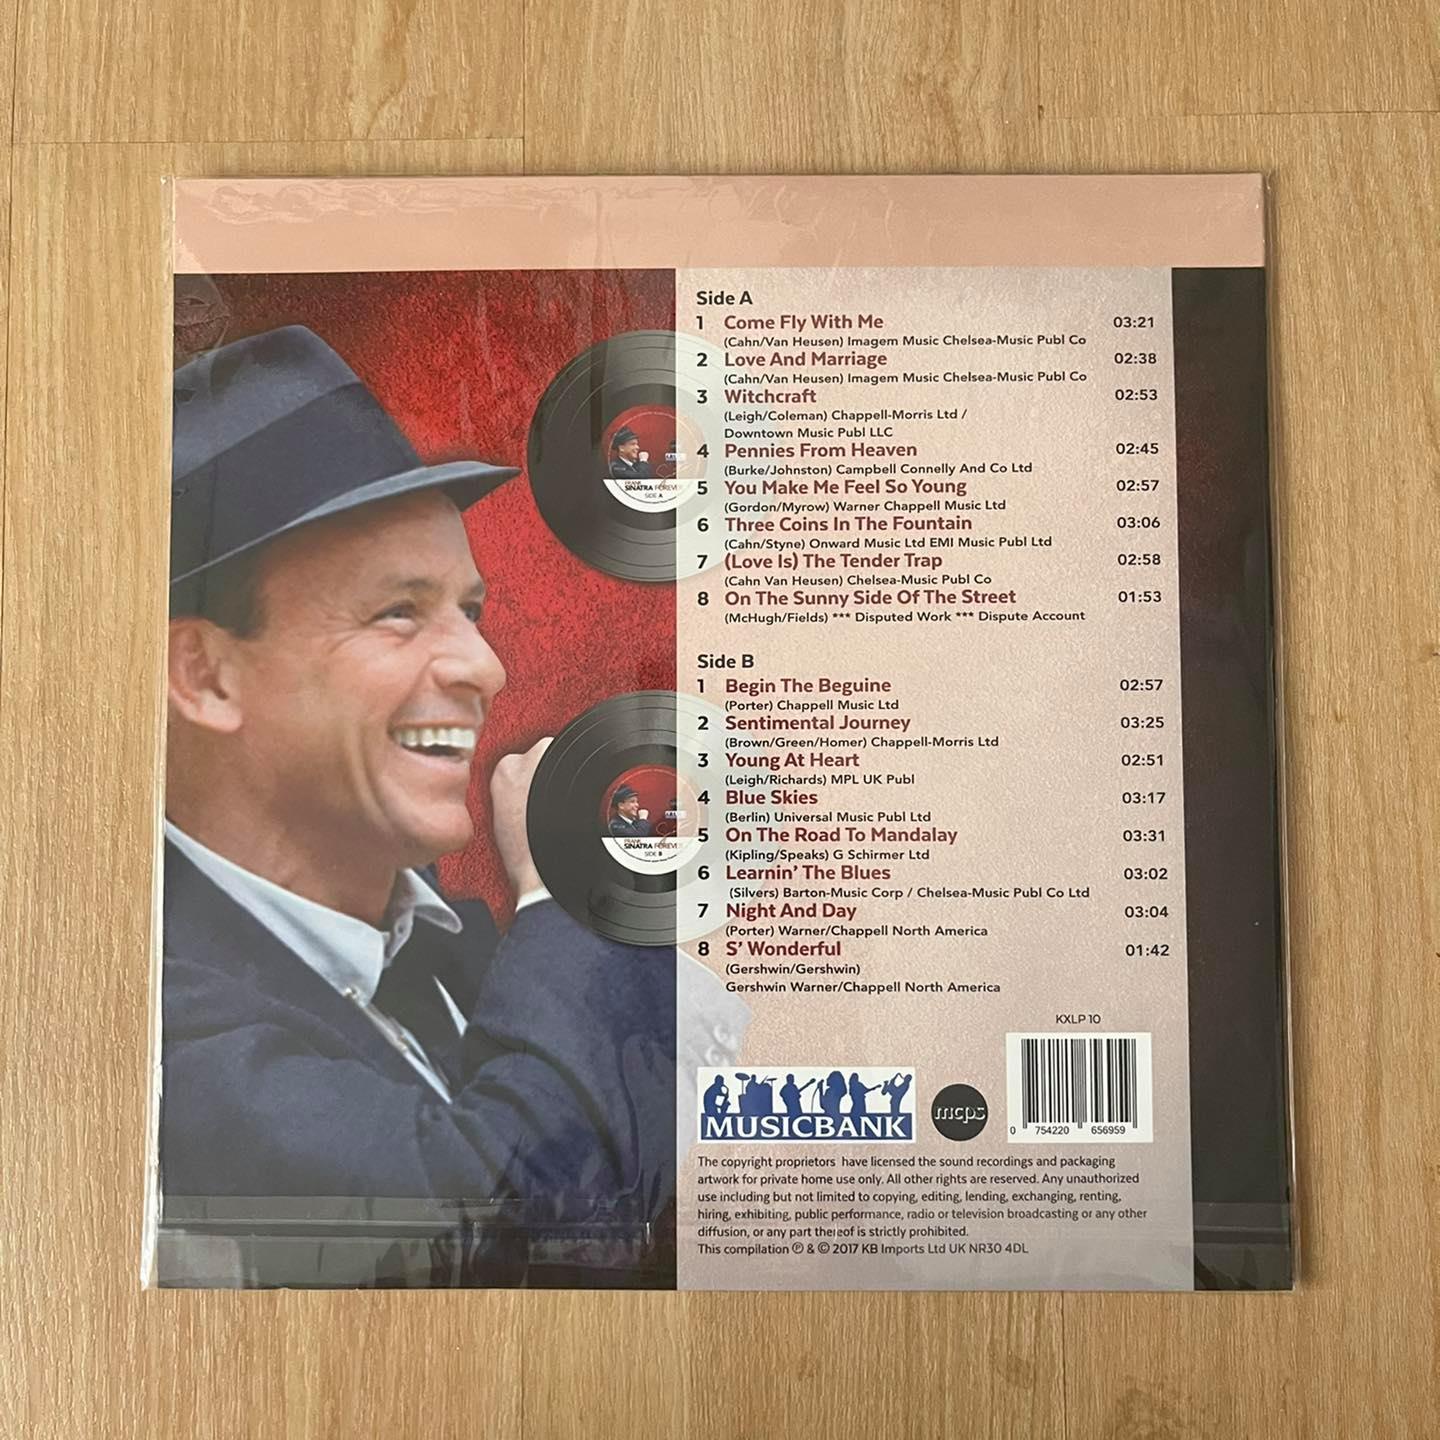 Side A
1 Come Fly With Me 03:21
(Cahn/Van Heusen) Imagem Music Chelsea-Music Publ Co
2 Love And Marriage 02:38
(Cahn/Van Heusen) Imagem Music Chelsea-Music Publ Co
3 Witchcraft 02:53
(Leigh/Coleman) Chappell-Morris Ltd /
Downtown Music Publ LLC
4 Pennies From Heaven 02:45
(Burke/Johnston) Campbell Connelly And Co Ltd
5 You Make Me Feel So Young 02:57
(Gordon/Myrow) Warner Chappell Music Ltd
6 Three Coins In The Fountain 03:06
(Cahn/Styne) Onward Music Ltd EMI Music Publ Ltd
7 (Love Is) The Tender Trap 02:58
(Cahn Van Heusen) Chelsea-Music Publ Co
8 On The Sunny Side Of The Street 01:53
(McHugh/Fields) *** Disputed Work *** Dispute Account
Side B
1 Begin The Beguine 02:57
(Porter) Chappell Music Ltd
2 Sentimental Journey 03:25
(Brown/Green/Homer) Chappell-Morris Ltd
3 Young At Heart 02:51
(Leigh/Richards) MPL UK Publ
4 Blue Skies 03:17
(Berlin) Universal Music Publ Ltd
5 On The Road To Mandalay 03:31
(Kipling/Speaks) G Schirmer Ltd
6 Learnin' The Blues 03:02
(Silvers) Barton-Music Corp / Chelsea-Music Publ Co Ltd
7 Night And Day 03:04
(Porter) Warner/Chappell North America
8 S' Wonderful 01:42
(Gershwin/Gershwin)
Gershwin Warner/Chappell North America
FRANK
SINATRA FOREVER
SIDE A
FRANK
SINATRA FOREVER
SIDE B
KXLP 10
MUSICBANK
mcps
0 754220 656959
The copyright proprietors have licensed the sound recordings and packaging
artwork for private home use only. All other rights are reserved. Any unauthorized
use including but not limited to copying, editing, lending, exchanging, renting,
hiring, exhibiting, public performance, radio or television broadcasting or any other
diffusion, or any part thereof is strictly prohibited.
This compilation ℗ & © 2017 KB Imports Ltd UK NR30 4DL